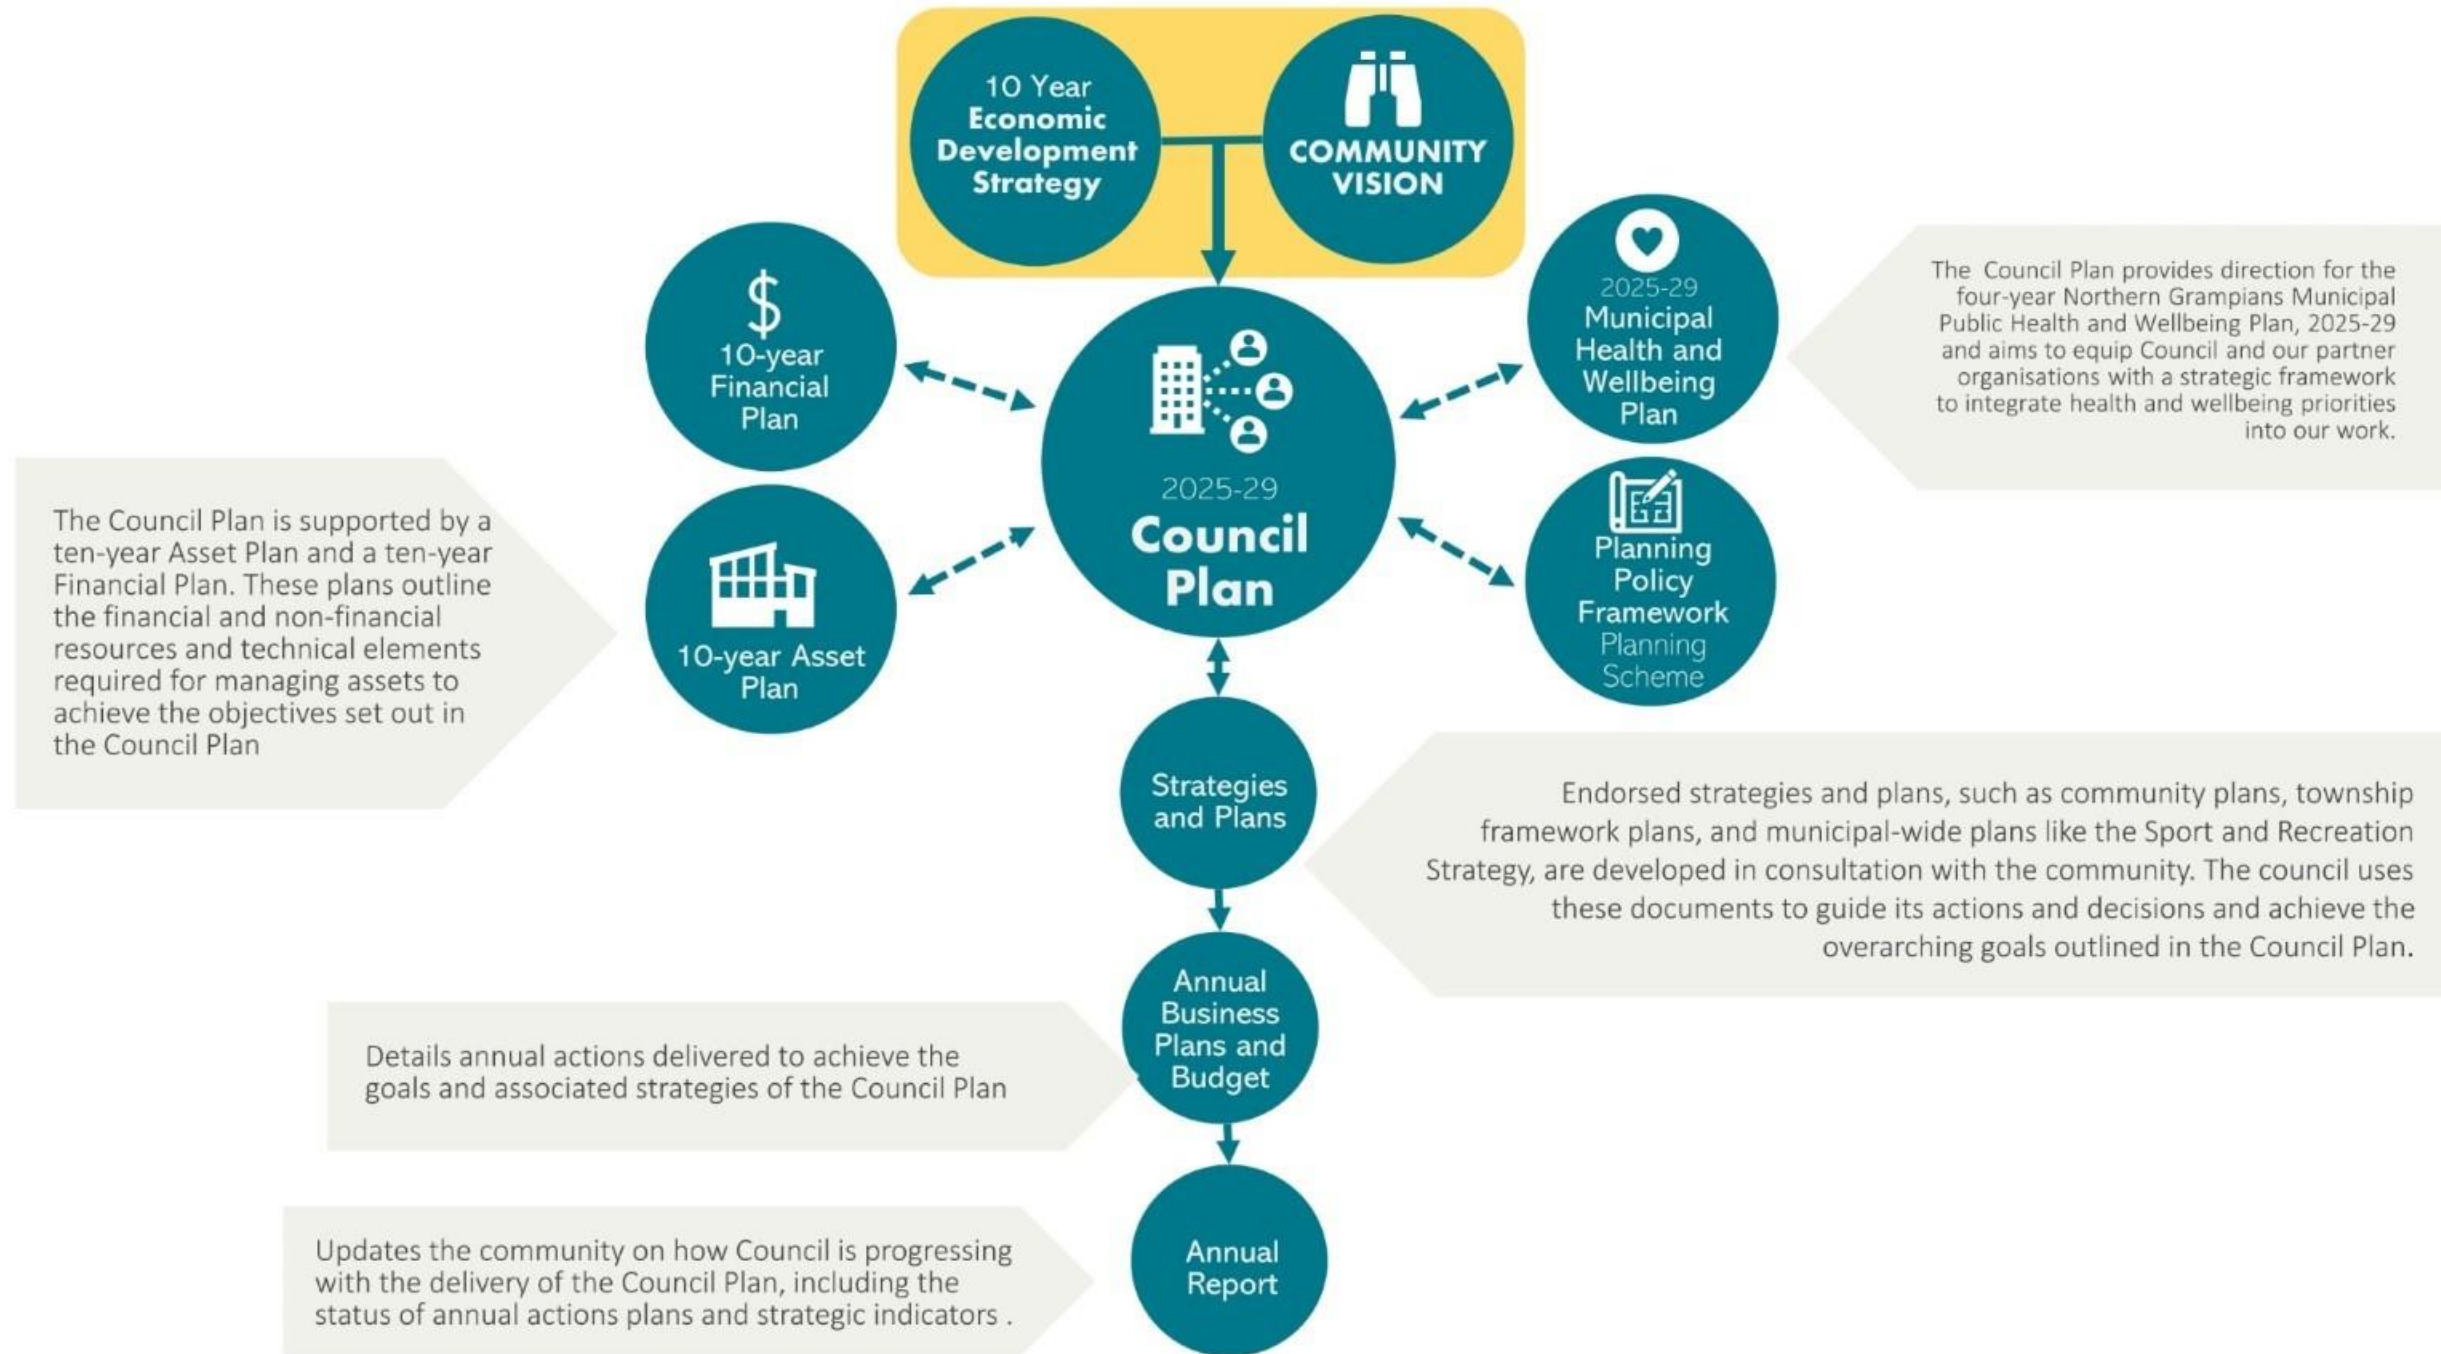 10 Year
Economic
Development
Strategy
COMMUNITY
VISION
$
10-year
Financial
Plan
2025-29
Municipal
Health and
Wellbeing
Plan
The Council Plan provides direction for the
four-year Northern Grampians Municipal
Public Health and Wellbeing Plan, 2025-29
and aims to equip Council and our partner
organisations with a strategic framework
to integrate health and wellbeing priorities
into our work.
2025-29
Council
Plan
The Council Plan is supported by a
ten-year Asset Plan and a ten-year
Financial Plan. These plans outline
the financial and non-financial
resources and technical elements
required for managing assets to
achieve the objectives set out in
the Council Plan
10-year Asset
Plan
Planning
Policy
Framework
Planning
Scheme
Strategies
and Plans
Endorsed strategies and plans, such as community plans, township
framework plans, and municipal-wide plans like the Sport and Recreation
Strategy, are developed in consultation with the community. The council uses
these documents to guide its actions and decisions and achieve the
overarching goals outlined in the Council Plan.
Annual
Business
Plans and
Budget
Details annual actions delivered to achieve the
goals and associated strategies of the Council Plan
Annual
Report
Updates the community on how Council is progressing
with the delivery of the Council Plan, including the
status of annual actions plans and strategic indicators .